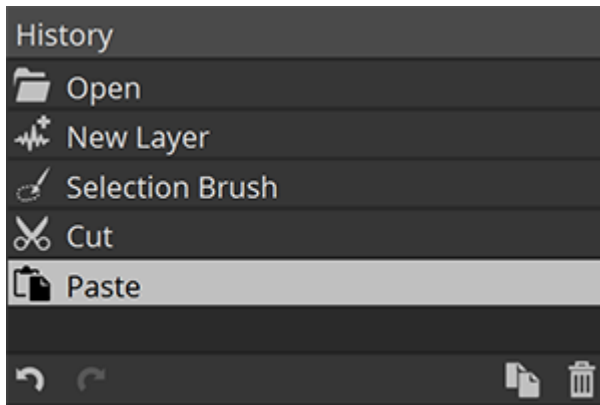 History
Open
New Layer
Selection Brush
Cut
Paste